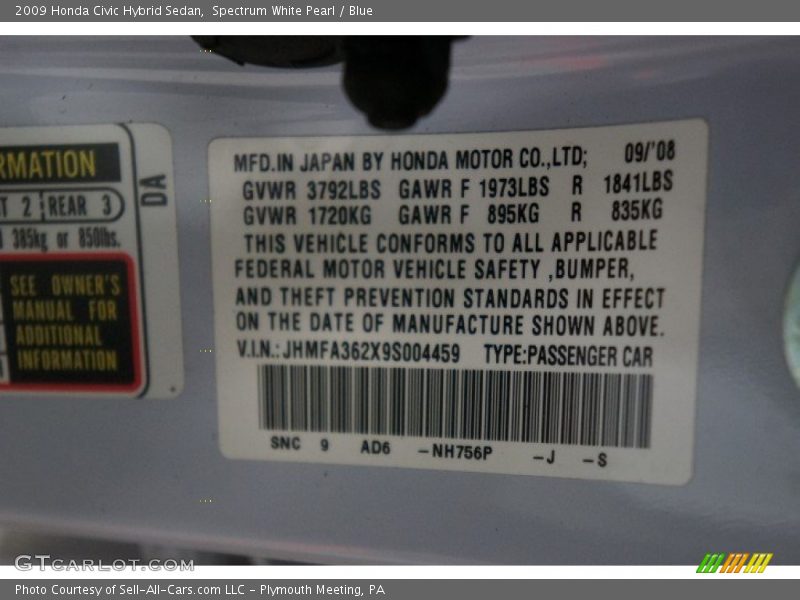 2009 Honda Civic Hybrid Sedan,  Spectrum White Pearl / Blue
RMATION
DA
T 2 REAR 3
385kg or 850lbs.
SEE OWNER'S
MANUAL FOR
ADDITIONAL
INFORMATION
MFD.IN JAPAN BY HONDA MOTOR CO.,LTD; 09/'08
GVWR 3792LBS GAWR F 1973LBS R 1841LBS
GVWR 1720KG GAWR F 895KG R 835KG
THIS VEHICLE CONFORMS TO ALL APPLICABLE
FEDERAL MOTOR VEHICLE SAFETY ,BUMPER,
AND THEFT PREVENTION STANDARDS IN EFFECT
ON THE DATE OF MANUFACTURE SHOWN ABOVE.
V.I.N.: JHMFA362X9S004459 TYPE:PASSENGER CAR
SNC 9 AD6 -NH756P -J -S
GTCARLOT.COM
Photo Courtesy of Sell-All-Cars.com LLC - Plymouth Meeting, PA